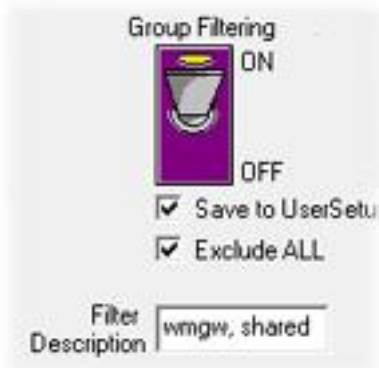 Group Filtering
ON
OFF
Save to UserSetu
Exclude ALL
Filter
Description
wmgw, shared